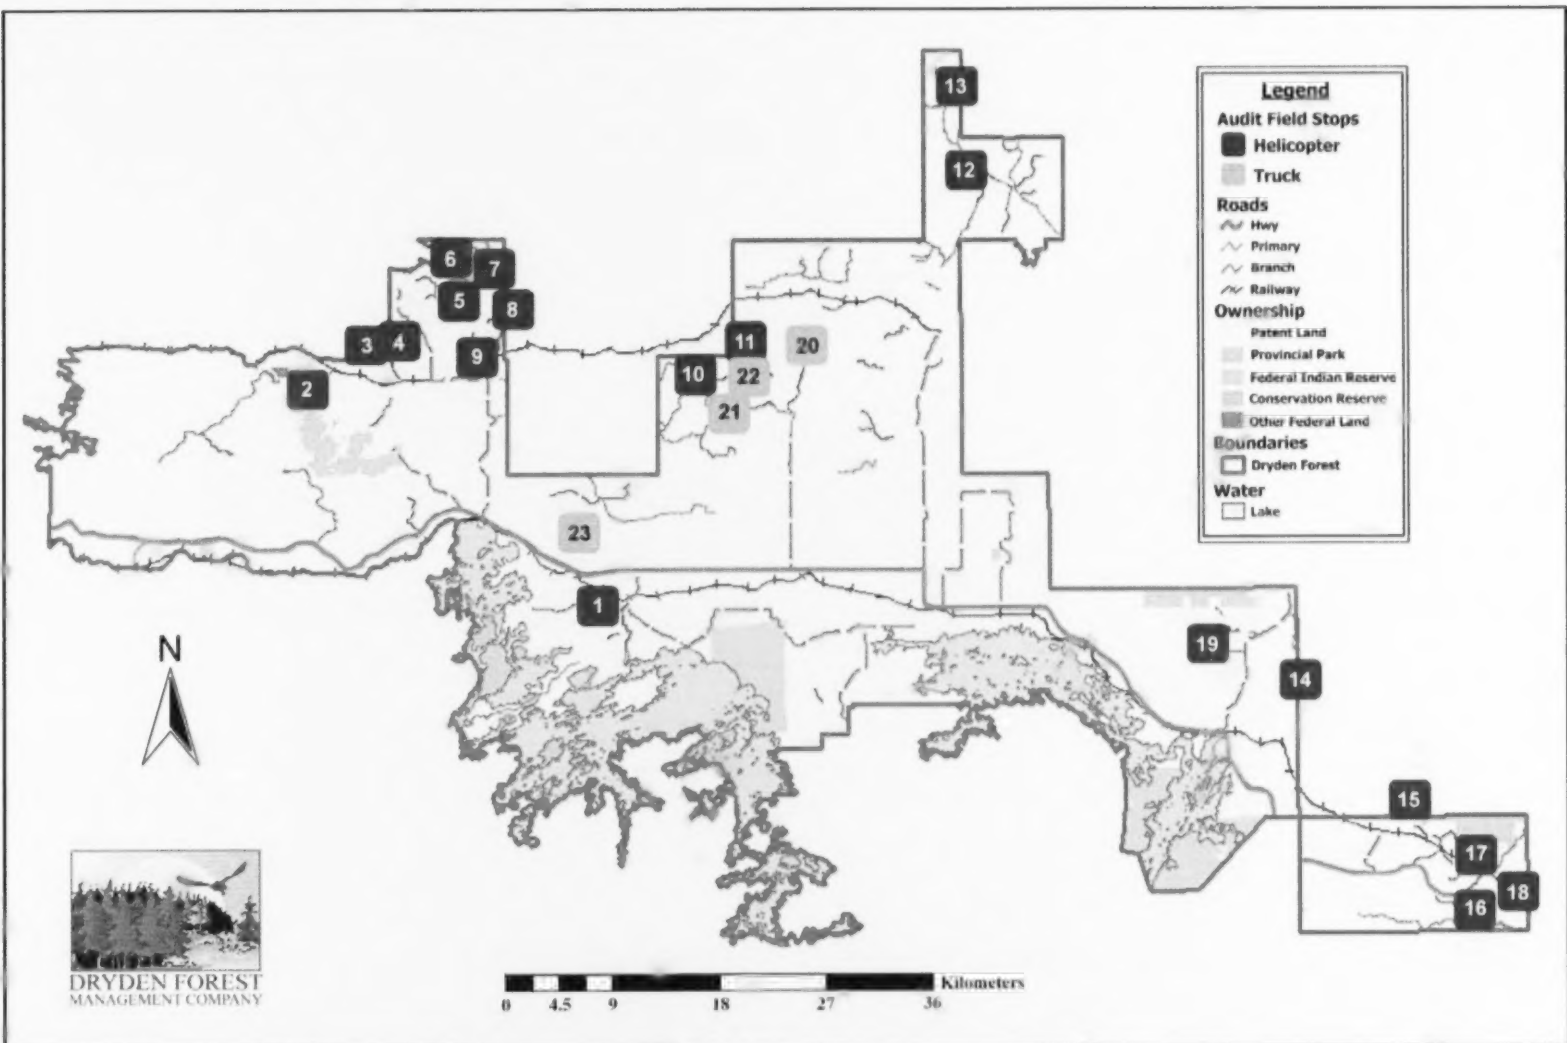 13
Legend
Audit Field Stops
Helicopter
12
Truck
Roads
Hwy
Primary
6
7
Branch
5
8
Railway
Ownership
3
4
11
20
Patent Land
9
Provincial Park
10
22
Federal Indian Reserve
2
21
Conservation Reserve
Other Federal Land
Boundaries
Dryden Forest
Water
Lake
23
1
N
19
14
15
17
18
16
DRYDEN FOREST
MANAGEMENT COMPANY
Kilometers
0 4.5 9 18 27 36